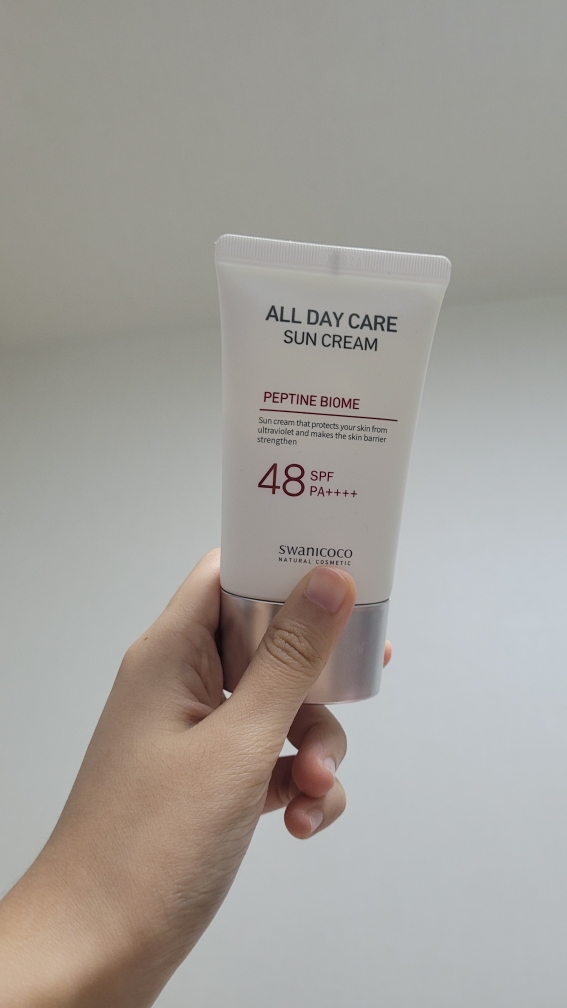 ALL DAY CARE
SUN CREAM
PEPTINE BIOME
Sun cream that protects your skin from
ultraviolet and makes the skin barrier
strengthen
48 SPF
PA++++
swanicoco
NATURAL COSMETIC